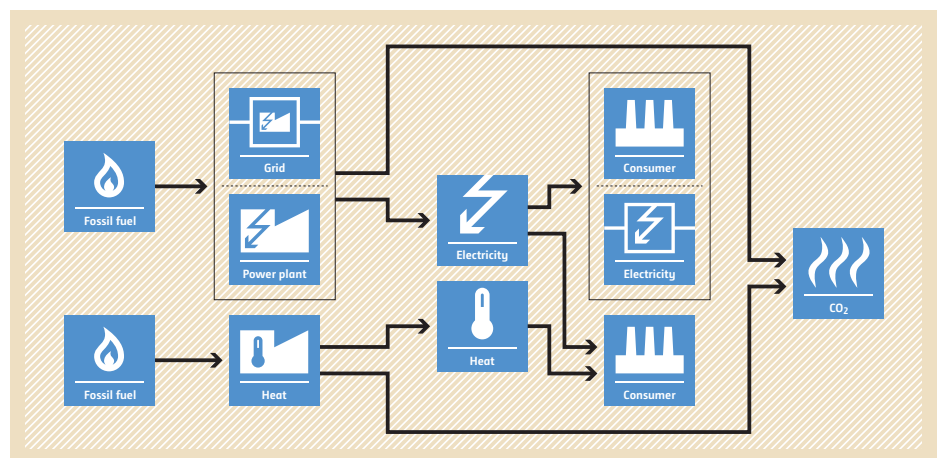 Fossil fuel
Grid
Power plant
Electricity
Consumer
Electricity
CO₂
Fossil fuel
Heat
Heat
Consumer